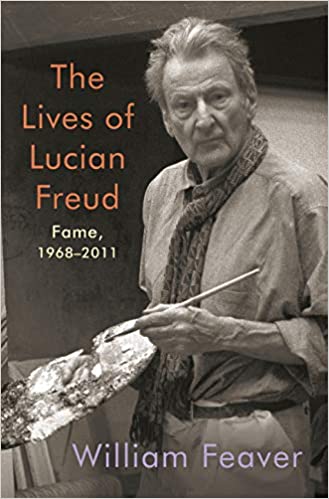 The
Lives of
Lucian
Freud
Fame,
1968–2011
William Feaver